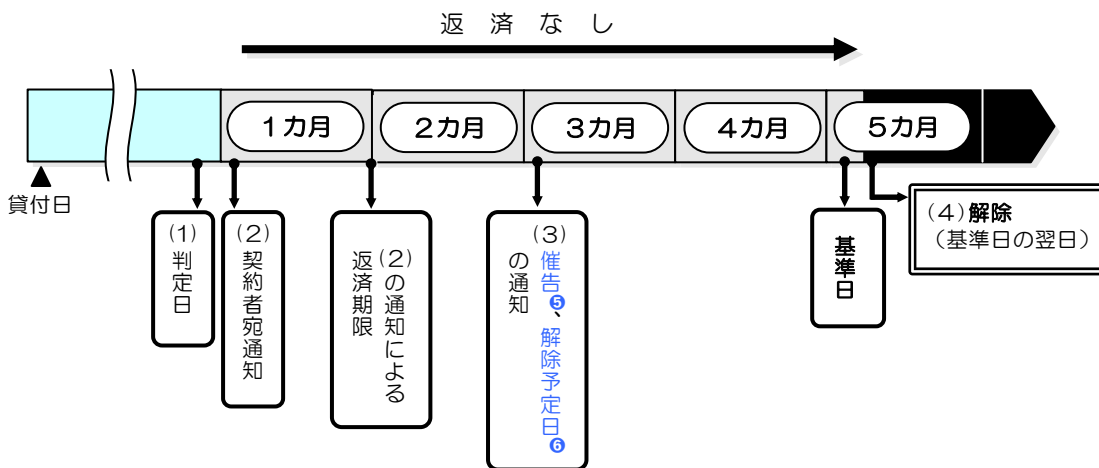 返済なし
1カ月
2カ月
3カ月
4カ月
5カ月
貸付日
(1)
判定日
(2)
契約者宛通知
(2)の通知による
返済期限
(3)
催告❺、解除予定日❻
の通知
基準日
(4)解除
（基準日の翌日）